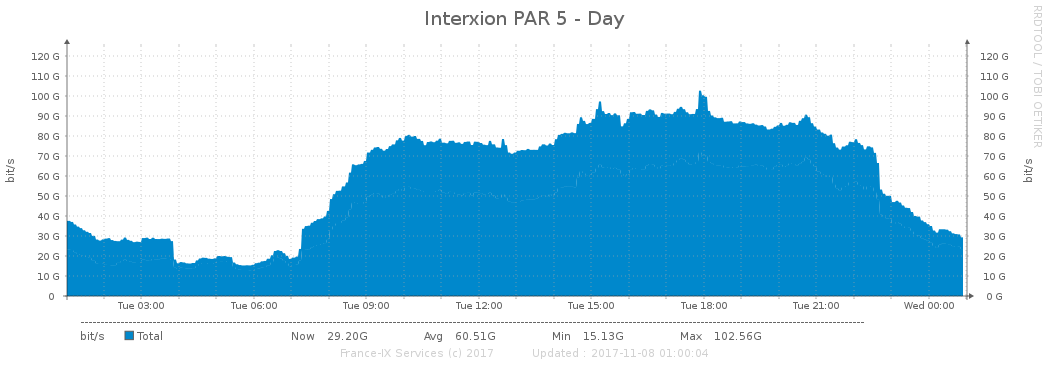 Interxion PAR 5 - Day
RRDTOOL / TOBI OETIKER
120 G 120 G
110 G 110 G
100 G 100 G
90 G 90 G
80 G 80 G
70 G 70 G
60 G 60 G
50 G 50 G
40 G 40 G
30 G 30 G
20 G 20 G
10 G 10 G
0 0 G
bit/s
bit/s
Tue 03:00 Tue 06:00 Tue 09:00 Tue 12:00 Tue 15:00 Tue 18:00 Tue 21:00 Wed 00:00
bit/s Total Now 29.20G Avg 60.51G Min 15.13G Max 102.56G
France-IX Services (c) 2017 Updated : 2017-11-08 01:00:04